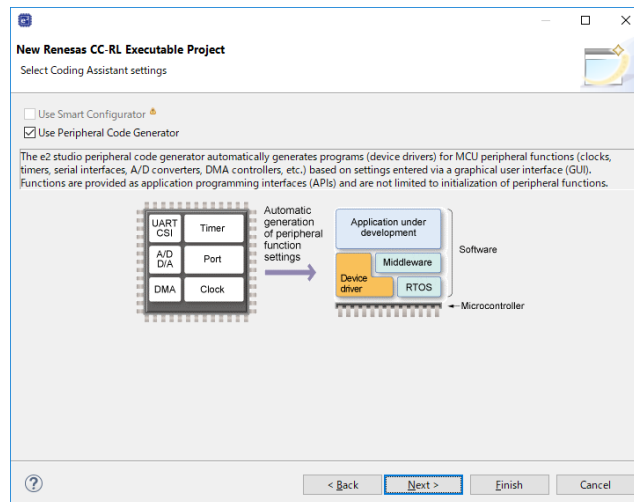 e²
New Renesas CC-RL Executable Project
Select Coding Assistant settings
Use Smart Configurator
Use Peripheral Code Generator
The e2 studio peripheral code generator automatically generates programs (device drivers) for MCU peripheral functions (clocks,
timers, serial interfaces, A/D converters, DMA controllers, etc.) based on settings entered via a graphical user interface (GUI).
Functions are provided as application programming interfaces (APIs) and are not limited to initialization of peripheral functions.
UART
CSI
Timer
A/D
D/A
Port
DMA
Clock
Automatic
generation
of peripheral
function
settings
Application under
development
Middleware
Device
driver
RTOS
Software
Microcontroller
?
< Back
Next >
Finish
Cancel